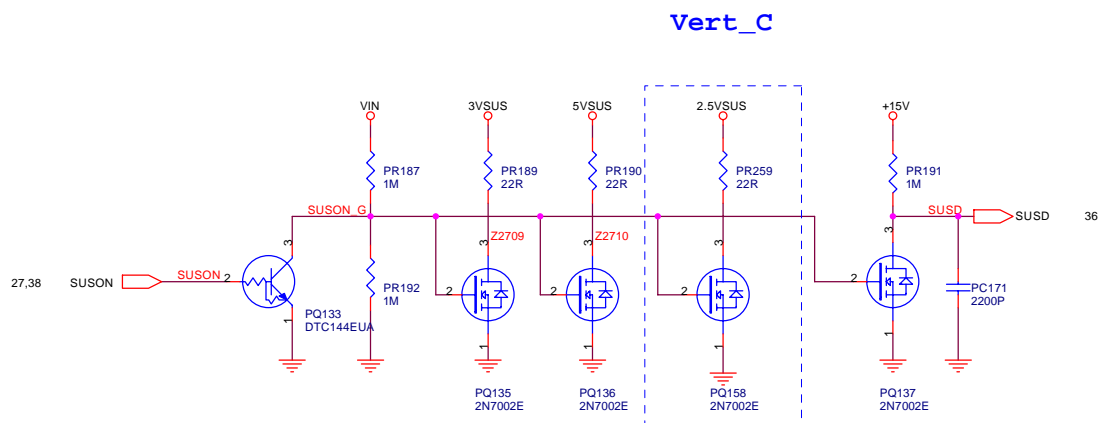 Vert_C
VIN
3VSUS
5VSUS
2.5VSUS
+15V
PR187
1M
PR189
22R
PR190
22R
PR259
22R
PR191
1M
SUSON_G
SUSD
SUSD
36
3
3
Z2709
3
Z2710
3
3
27,38
SUSON
SUSON
2
PR192
1M
2
2
2
2
PC171
2200P
PQ133
DTC144EUA
1
1
1
1
1
PQ135
2N7002E
PQ136
2N7002E
PQ158
2N7002E
PQ137
2N7002E